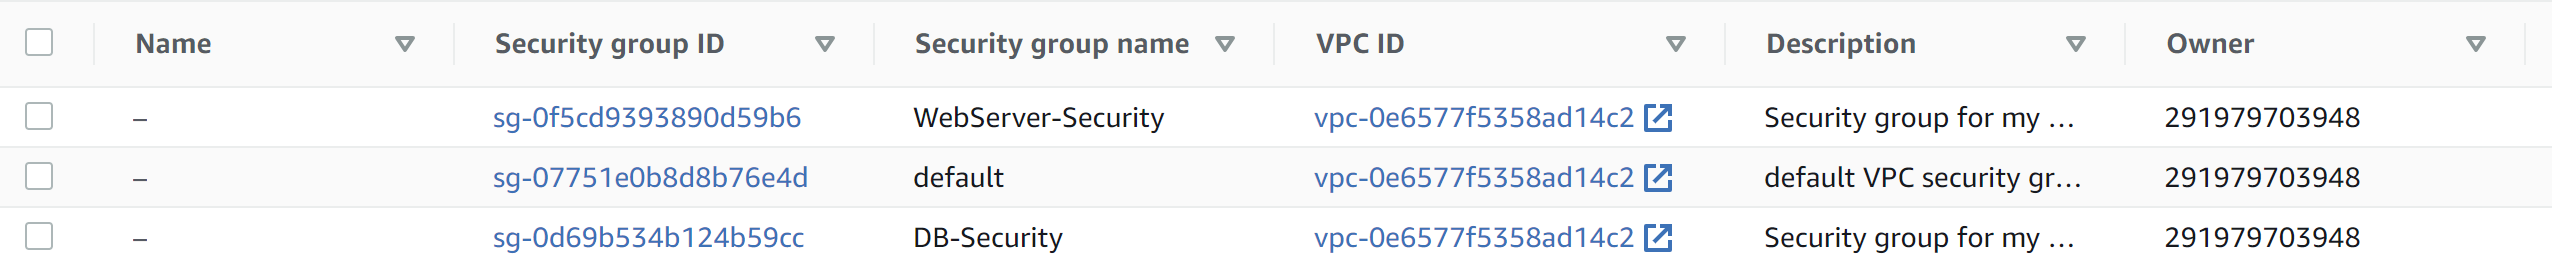 Name Security group ID Security group name VPC ID Description Owner
– sg-0f5cd9393890d59b6 WebServer-Security vpc-0e6577f5358ad14c2 Security group for my ... 291979703948
– sg-07751e0b8d8b76e4d default vpc-0e6577f5358ad14c2 default VPC security gr... 291979703948
– sg-0d69b534b124b59cc DB-Security vpc-0e6577f5358ad14c2 Security group for my ... 291979703948